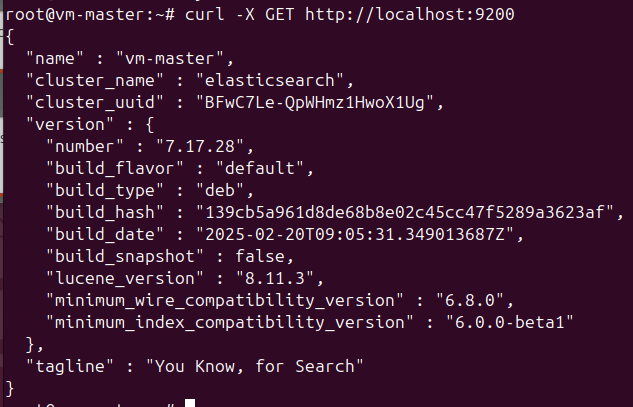 root@vm-master:~# curl -X GET http://localhost:9200
{
  "name" : "vm-master",
  "cluster_name" : "elasticsearch",
  "cluster_uuid" : "BFwC7Le-QpWHmz1HwoX1Ug",
  "version" : {
    "number" : "7.17.28",
    "build_flavor" : "default",
    "build_type" : "deb",
    "build_hash" : "139cb5a961d8de68b8e02c45cc47f5289a3623af",
    "build_date" : "2025-02-20T09:05:31.349013687Z",
    "build_snapshot" : false,
    "lucene_version" : "8.11.3",
    "minimum_wire_compatibility_version" : "6.8.0",
    "minimum_index_compatibility_version" : "6.0.0-beta1"
  },
  "tagline" : "You Know, for Search"
}